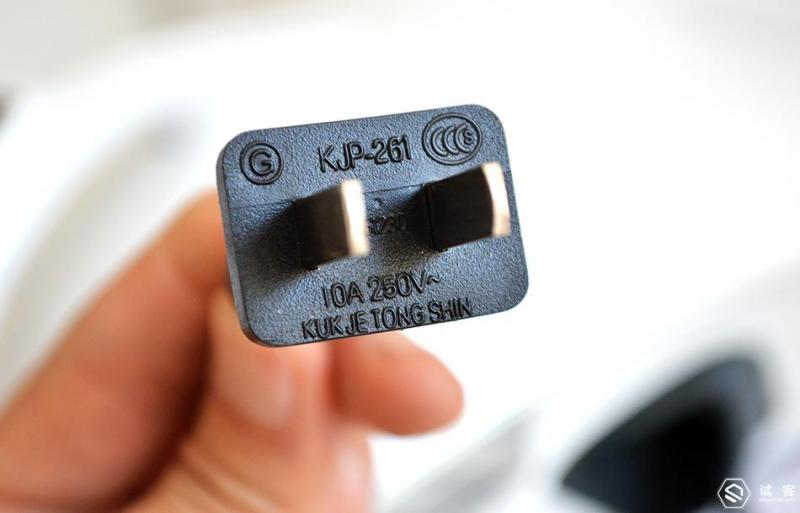 G KJP-261 CCC S
10A 250V~
KUKJE TONG SHIN
试客